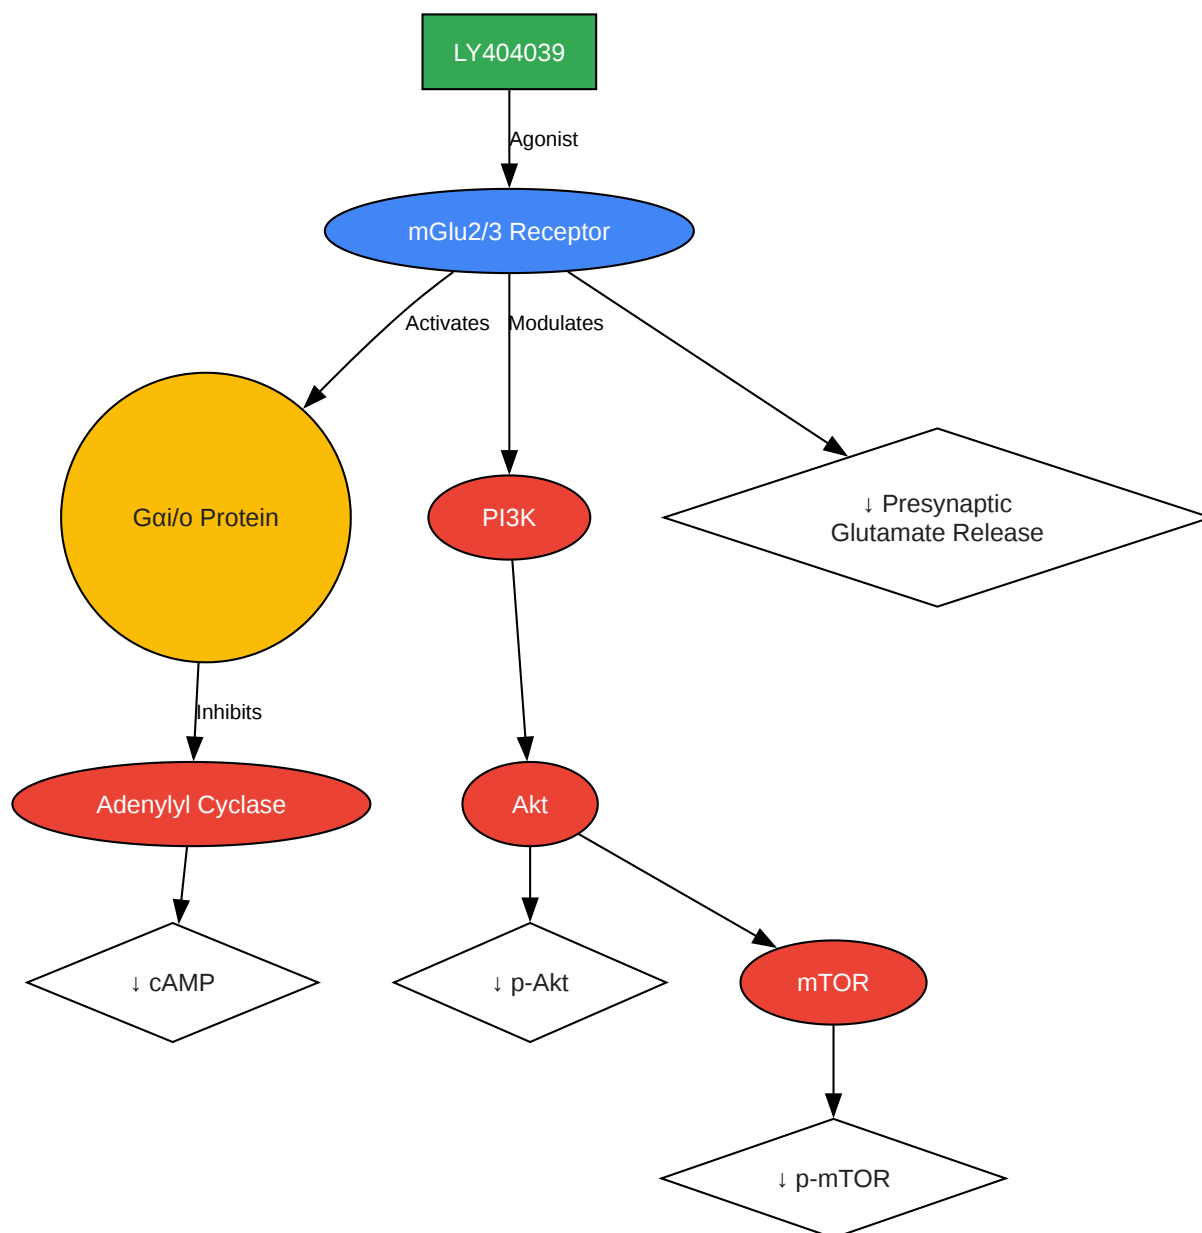 LY404039
Agonist
mGlu2/3 Receptor
Activates
Modulates
Gαi/o Protein
PI3K
↓ Presynaptic
Glutamate Release
Inhibits
Adenylyl Cyclase
Akt
↓ cAMP
↓ p-Akt
mTOR
↓ p-mTOR